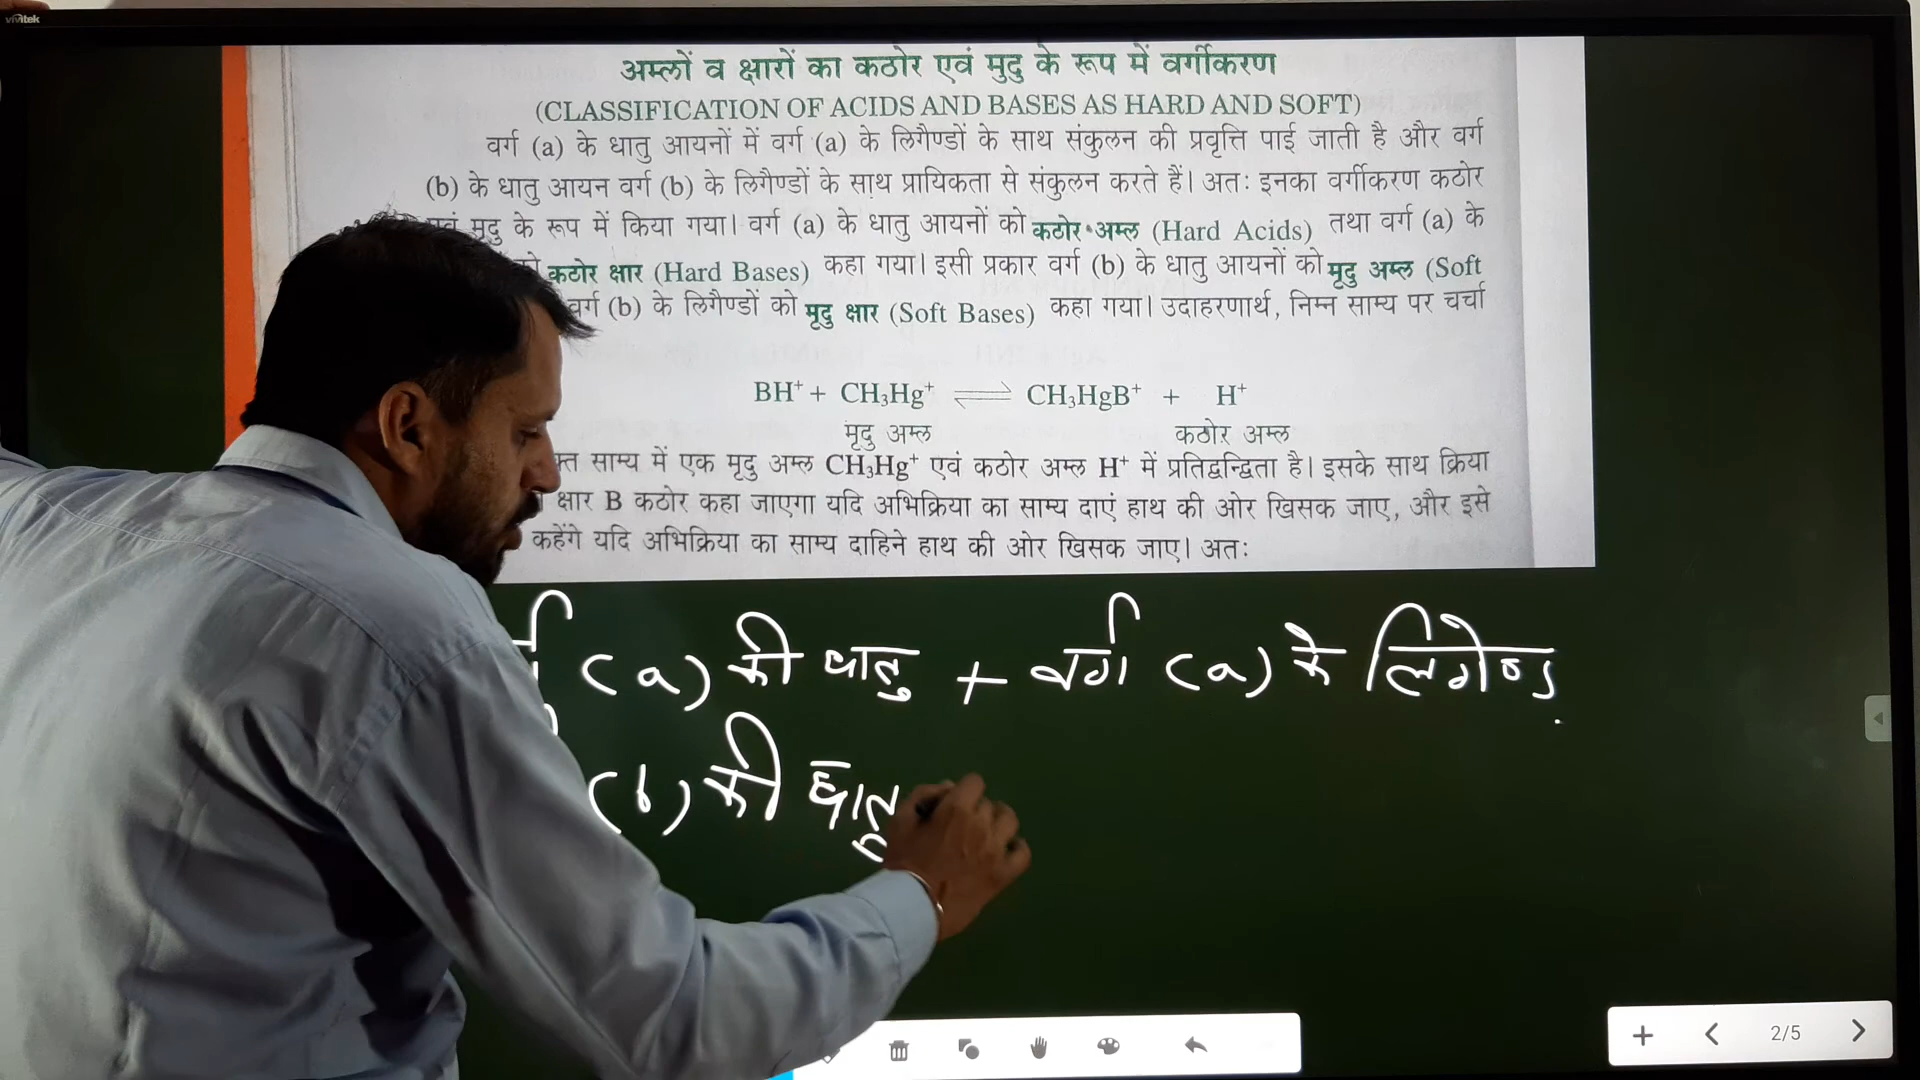 vivitek
अम्लों व क्षारों का कठोर एवं मुदु के रूप में वर्गीकरण
(CLASSIFICATION OF ACIDS AND BASES AS HARD AND SOFT)
वर्ग (a) के धातु आयनों में वर्ग (a) के लिगैण्डों के साथ संकुलन की प्रवृत्ति पाई जाती है और वर्ग
(b) के धातु आयन वर्ग (b) के लिगैण्डों के साथ प्रायिकता से संकुलन करते हैं। अतः इनका वर्गीकरण कठोर
एवं मृदु के रूप में किया गया। वर्ग (a) के धातु आयनों को कठोर अम्ल (Hard Acids) तथा वर्ग (a) के
कठोर क्षार (Hard Bases) कहा गया। इसी प्रकार वर्ग (b) के धातु आयनों को मृदु अम्ल (Soft
वर्ग (b) के लिगैण्डों को मृदु क्षार (Soft Bases) कहा गया। उदाहरणार्थ, निम्न साम्य पर चर्चा
BH⁺ + CH₃Hg⁺ ⇌ CH₃HgB⁺ + H⁺
मृदु अम्ल कठोर अम्ल
साम्य में एक मृदु अम्ल CH₃Hg⁺ एवं कठोर अम्ल H⁺ में प्रतिद्वन्द्विता है। इसके साथ क्रिया
क्षार B कठोर कहा जाएगा यदि अभिक्रिया का साम्य दाएं हाथ की ओर खिसक जाए, और इसे
कहेंगे यदि अभिक्रिया का साम्य दाहिने हाथ की ओर खिसक जाए। अतः
(a) की धातु + वर्ग (a) के लिगेण्ड
(b) की धातु
2/5